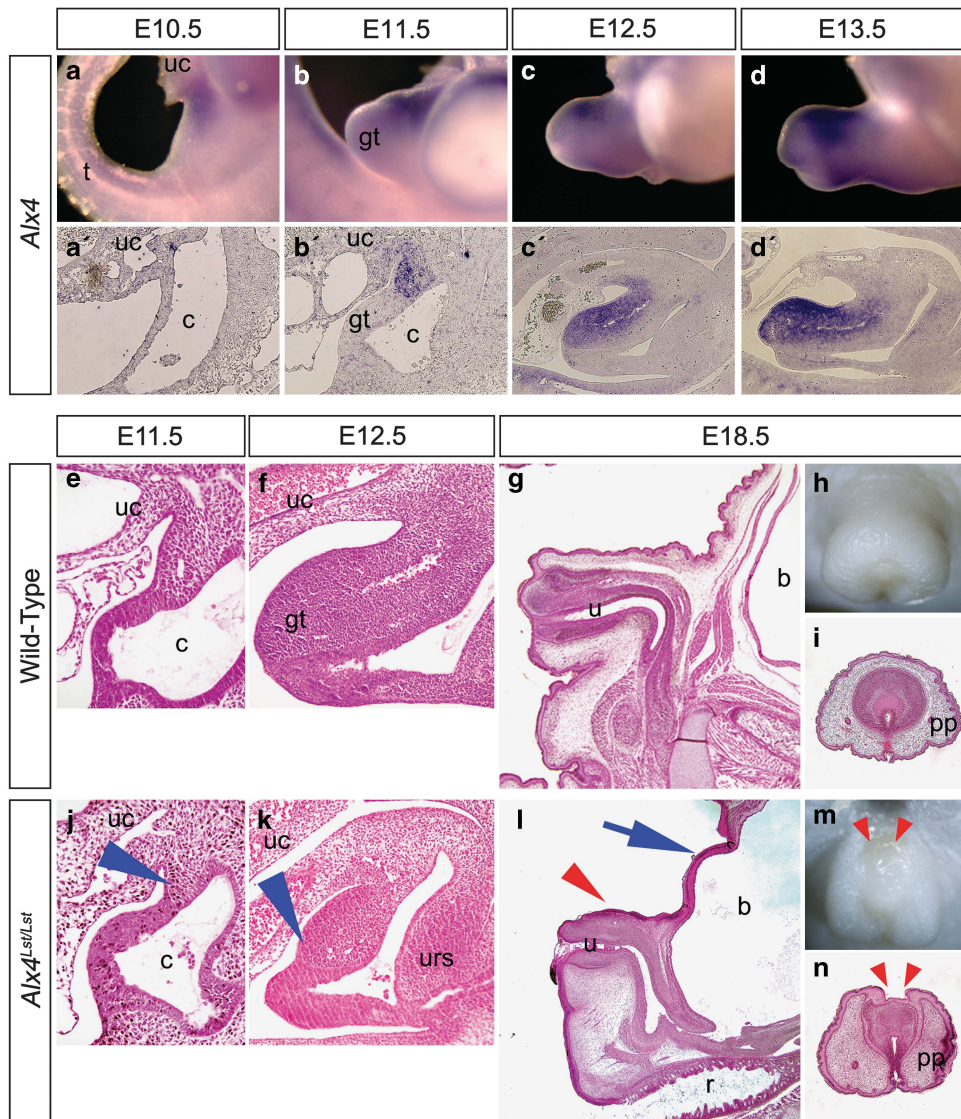 E10.5 E11.5 E12.5 E13.5
Alx4
a uc t
b gt
c
d
a uc c
b´ uc gt c
c´
d´
E11.5 E12.5 E18.5
Wild-Type
e uc c
f uc gt
g u b
h
i pp
Alx4Lst/Lst
j uc c
k uc urs
l u b r
m
n pp